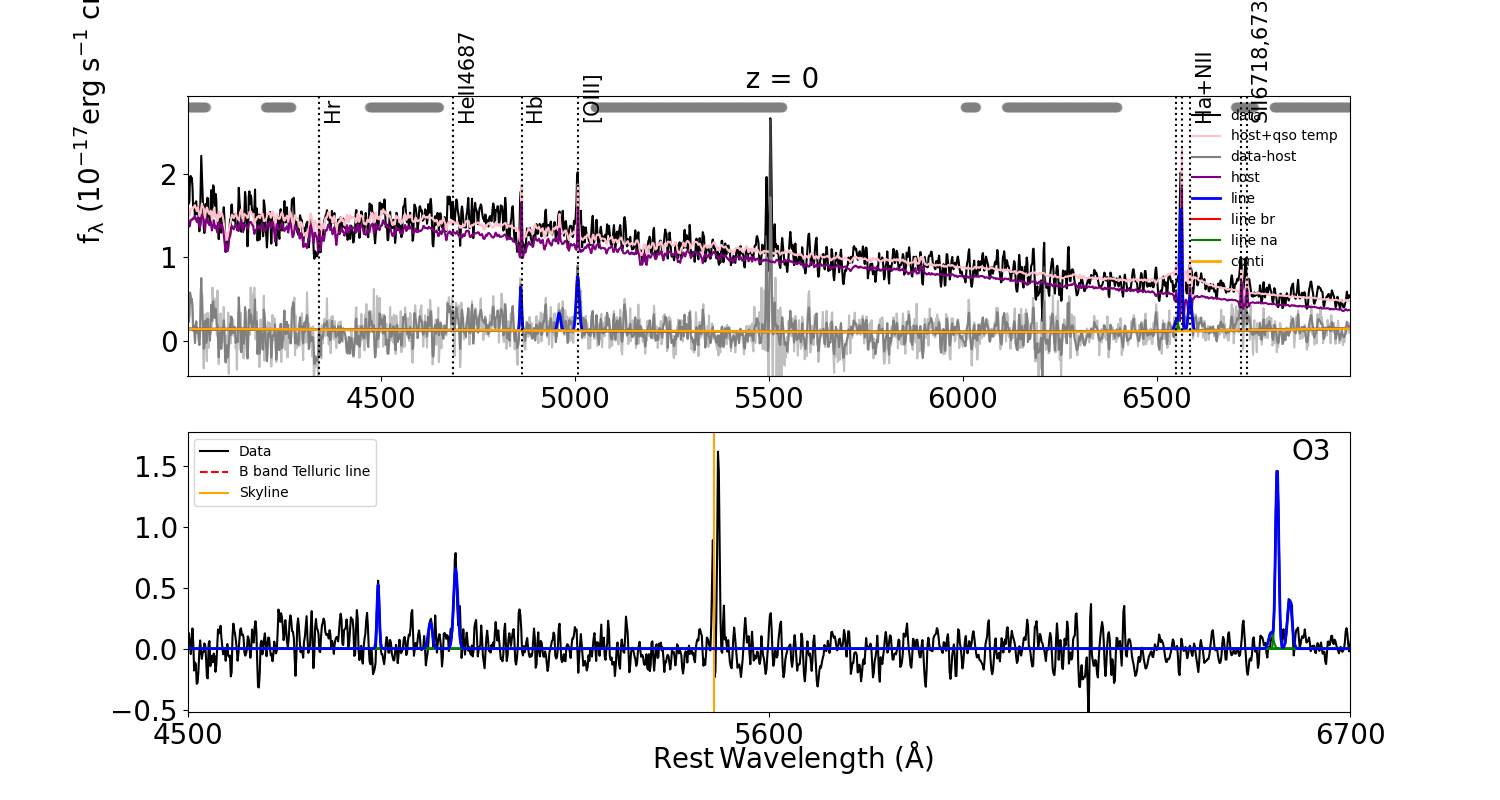 z = 0
f_λ (10^−17 erg s^−1 c
Hr
HeII4687
Hb
[OIII]
Ha+NII
SII6718,673
data
host+qso temp
data-host
host
line
line br
line na
conti
2
1
0
4500 5000 5500 6000 6500
O3
Data
B band Telluric line
Skyline
1.5
1.0
0.5
0.0
−0.5
4500 5600 6700
Rest Wavelength (Å)